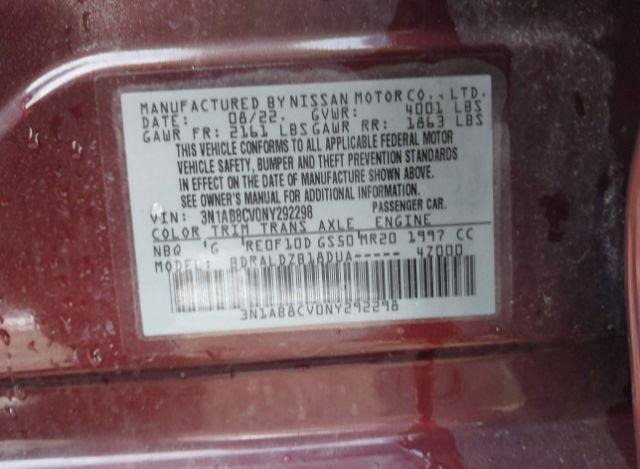 MANUFACTURED BY NISSAN MOTOR CO., LTD.
DATE: 08/22. GVWR: 4001 LBS
GAWR FR: 2161 LBS GAWR RR: 1863 LBS
THIS VEHICLE CONFORMS TO ALL APPLICABLE FEDERAL MOTOR
VEHICLE SAFETY, BUMPER AND THEFT PREVENTION STANDARDS
IN EFFECT ON THE DATE OF MANUFACTURE SHOWN ABOVE.
SEE OWNER'S MANUAL FOR ADDITIONAL INFORMATION.
VIN: 3N1AB8CV0NY292298 PASSENGER CAR.
COLOR TRIM TRANS AXLE ENGINE
NBQ 'G RE0F10D GS50 MR20 1997 CC
MODEL: BDRALDZB18DUA----- 4Z000
3N1AB8CV0NY292298